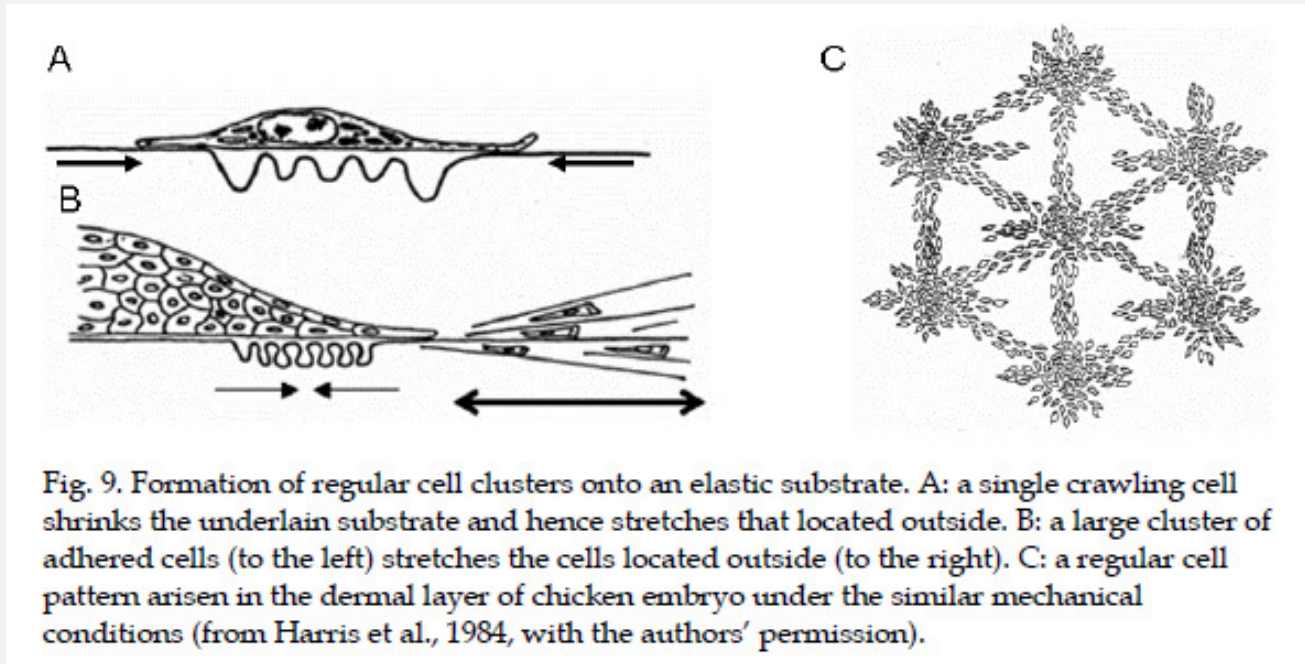 A
C
B
Fig. 9. Formation of regular cell clusters onto an elastic substrate. A: a single crawling cell
shrinks the underlain substrate and hence stretches that located outside. B: a large cluster of
adhered cells (to the left) stretches the cells located outside (to the right). C: a regular cell
pattern arisen in the dermal layer of chicken embryo under the similar mechanical
conditions (from Harris et al., 1984, with the authors’ permission).